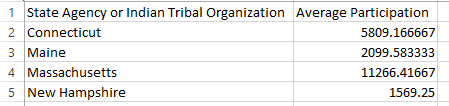 1 State Agency or Indian Tribal Organization Average Participation
2 Connecticut 5809.166667
3 Maine 2099.583333
4 Massachusetts 11266.41667
5 New Hampshire 1569.25